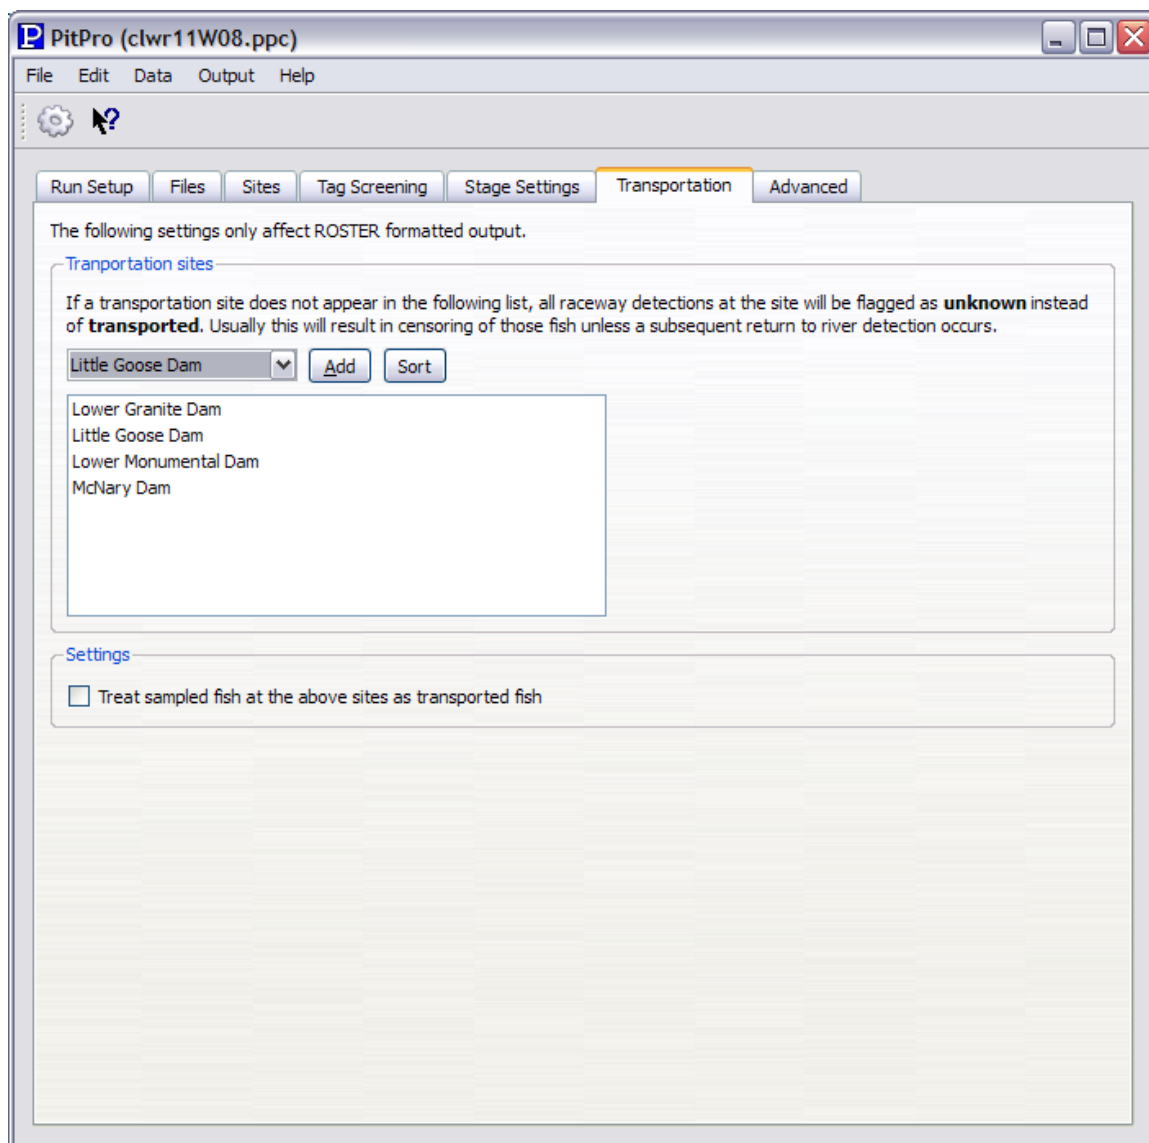 PitPro (clwr11W08.ppc)
File Edit Data Output Help
Run Setup Files Sites Tag Screening Stage Settings Transportation Advanced
The following settings only affect ROSTER formatted output.
Tranportation sites
If a transportation site does not appear in the following list, all raceway detections at the site will be flagged as unknown instead
of transported. Usually this will result in censoring of those fish unless a subsequent return to river detection occurs.
Little Goose Dam Add Sort
Lower Granite Dam
Little Goose Dam
Lower Monumental Dam
McNary Dam
Settings
Treat sampled fish at the above sites as transported fish